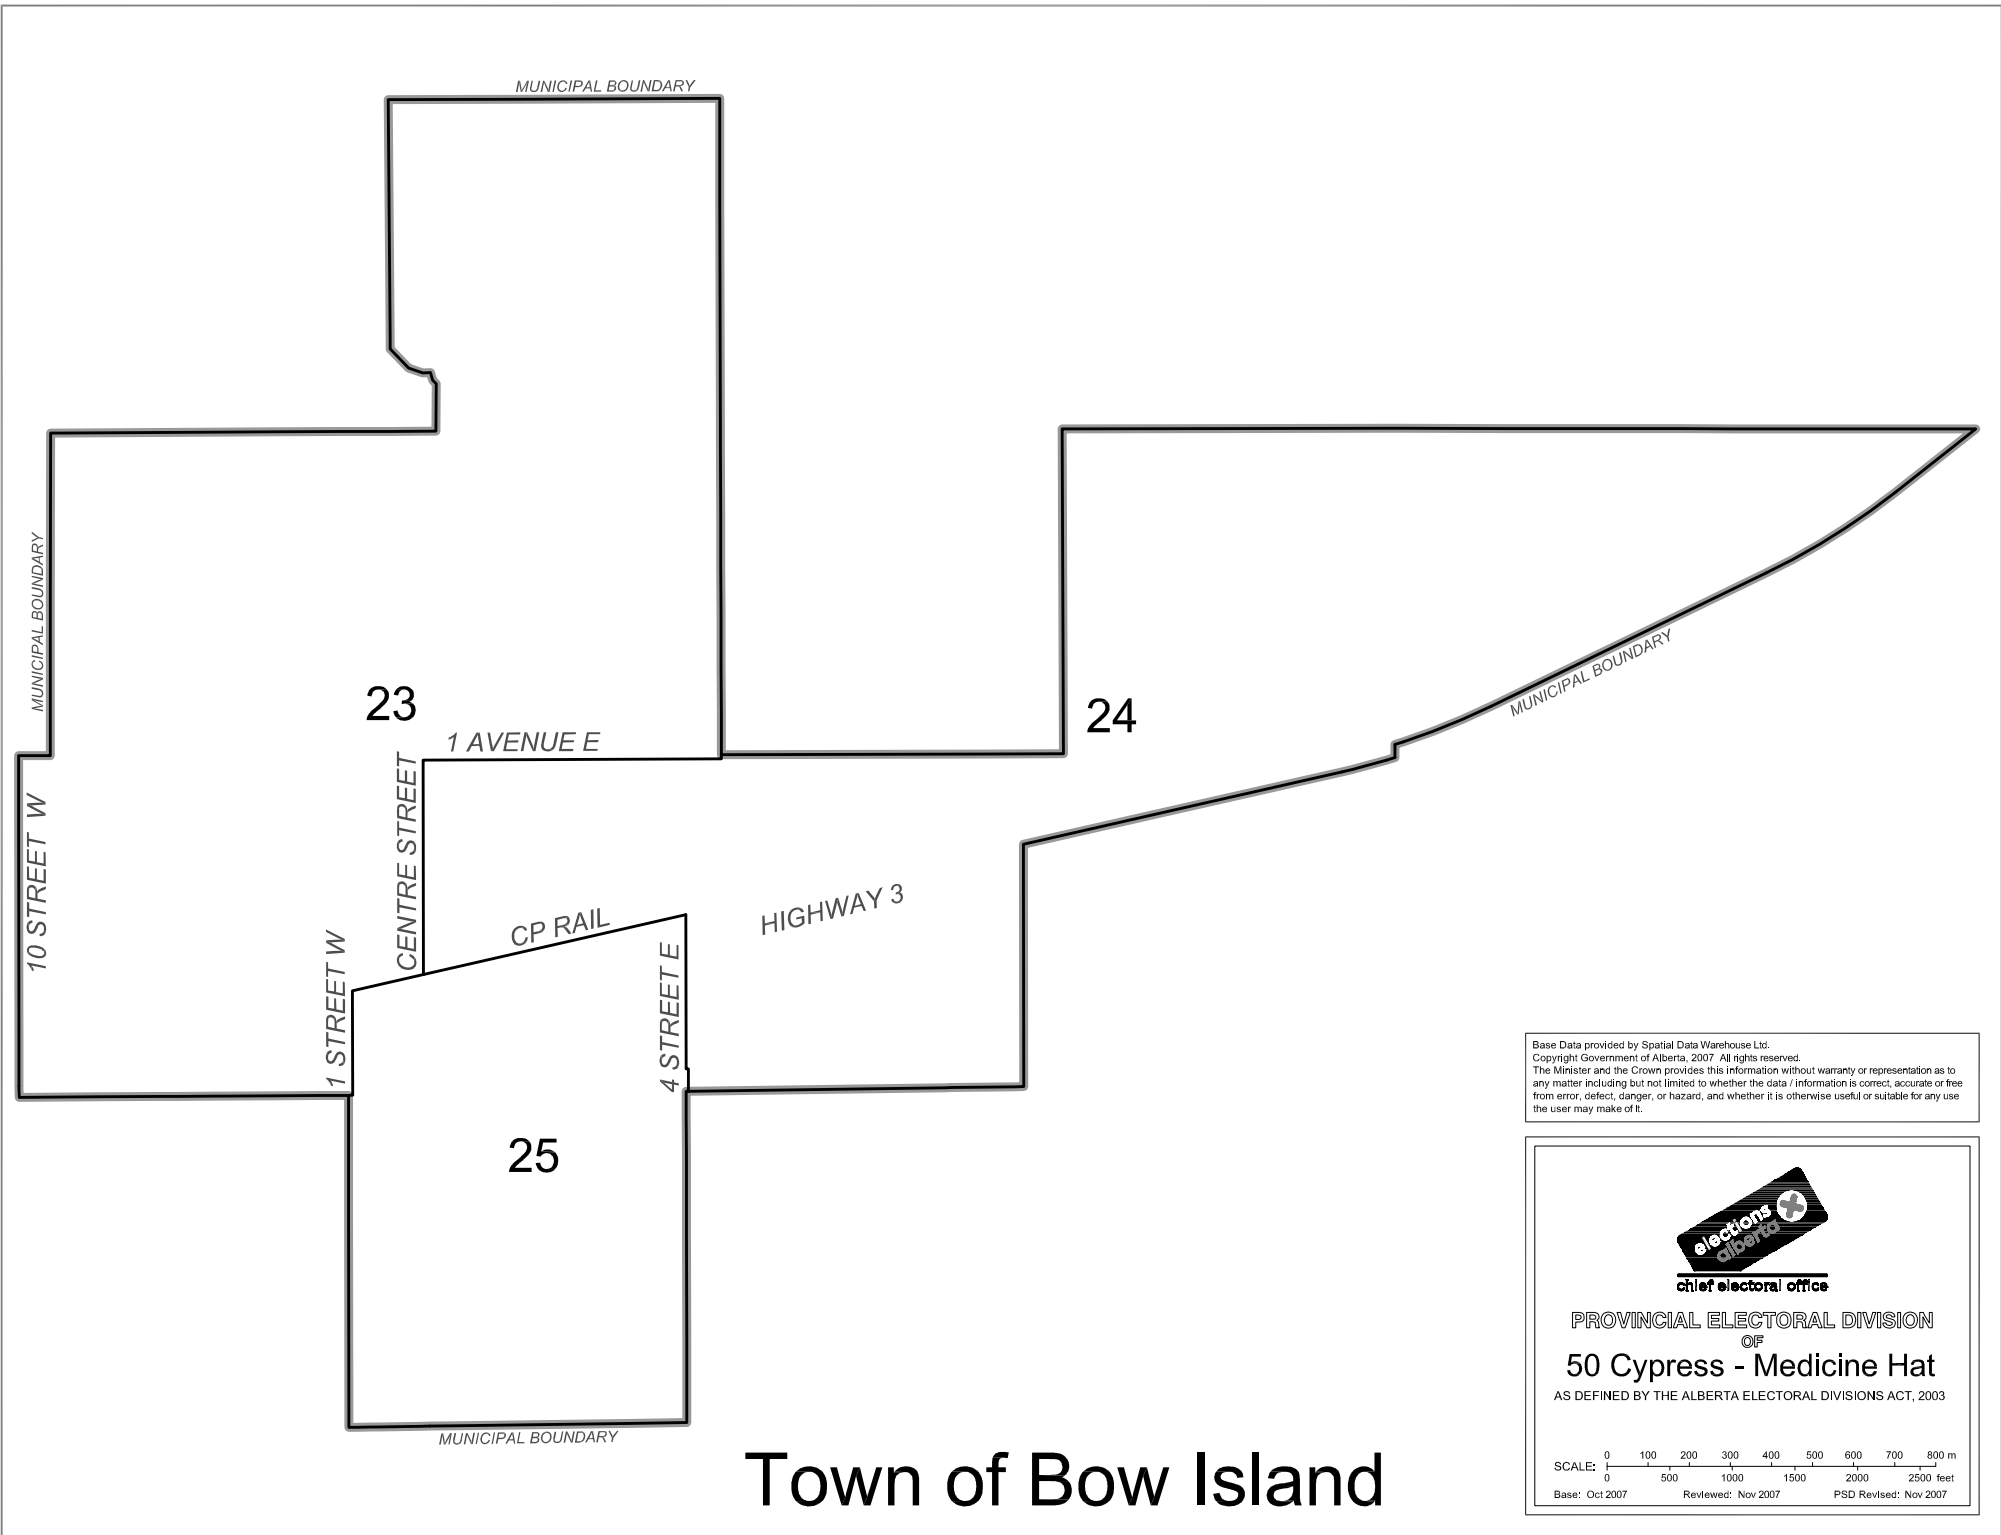 MUNICIPAL BOUNDARY
MUNICIPAL BOUNDARY
MUNICIPAL BOUNDARY
23
24
1 AVENUE E
CENTRE STREET
10 STREET W
HIGHWAY 3
CP RAIL
1 STREET W
4 STREET E
25
MUNICIPAL BOUNDARY
Town of Bow Island
Base Data provided by Spatial Data Warehouse Ltd.
Copyright Government of Alberta, 2007 All rights reserved.
The Minister and the Crown provides this information without warranty or representation as to
any matter including but not limited to whether the data / information is correct, accurate or free
from error, defect, danger, or hazard, and whether it is otherwise useful or suitable for any use
the user may make of it.
elections
alberta
chief electoral office
PROVINCIAL ELECTORAL DIVISION
OF
50 Cypress - Medicine Hat
AS DEFINED BY THE ALBERTA ELECTORAL DIVISIONS ACT, 2003
0 100 200 300 400 500 600 700 800 m
SCALE:
0 500 1000 1500 2000 2500 feet
Base: Oct 2007 Reviewed: Nov 2007 PSD Revised: Nov 2007